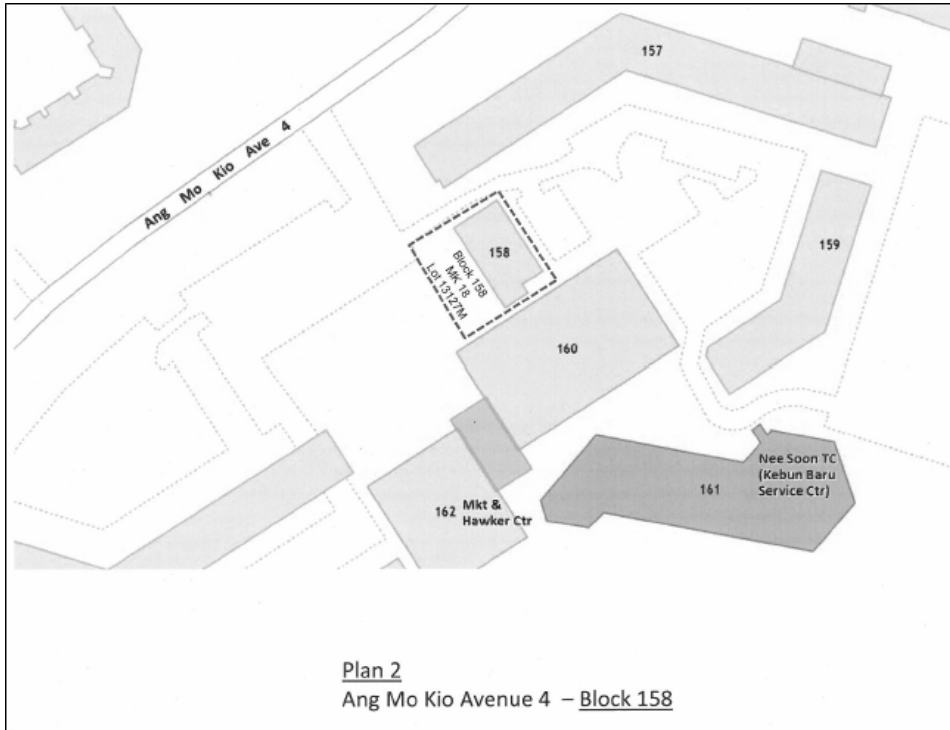 157
Ang Mo Kio Ave 4
158
159
Block 158
MK 18
Lot 13127M
160
Nee Soon TC
(Kebun Baru
Service Ctr)
161
162
Mkt &
Hawker Ctr
Plan 2
Ang Mo Kio Avenue 4 – Block 158